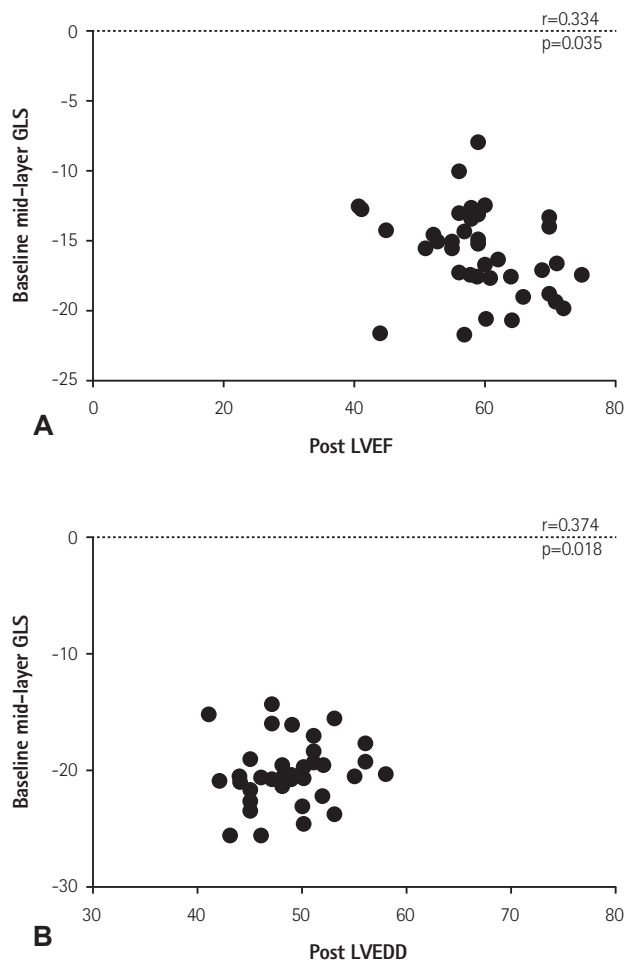 r=0.334
p=0.035
0
-5
-10
-15
-20
-25
Baseline mid-layer GLS
0
20
40
60
80
Post LVEF
A
r=0.374
p=0.018
0
-10
-20
-30
Baseline mid-layer GLS
30
40
50
60
70
80
Post LVEDD
B